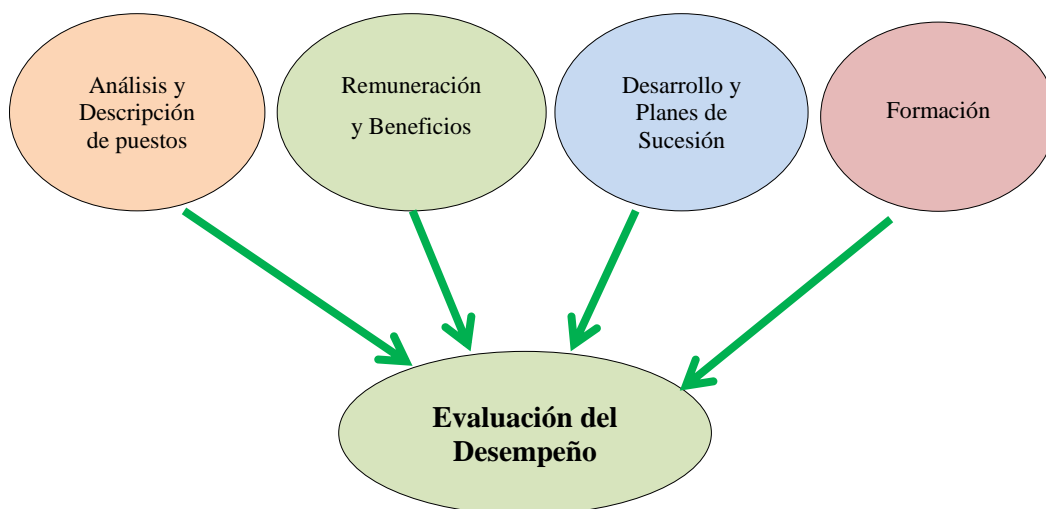 Análisis y
Descripción
de puestos
Remuneración
y Beneficios
Desarrollo y
Planes de
Sucesión
Formación
Evaluación del
Desempeño